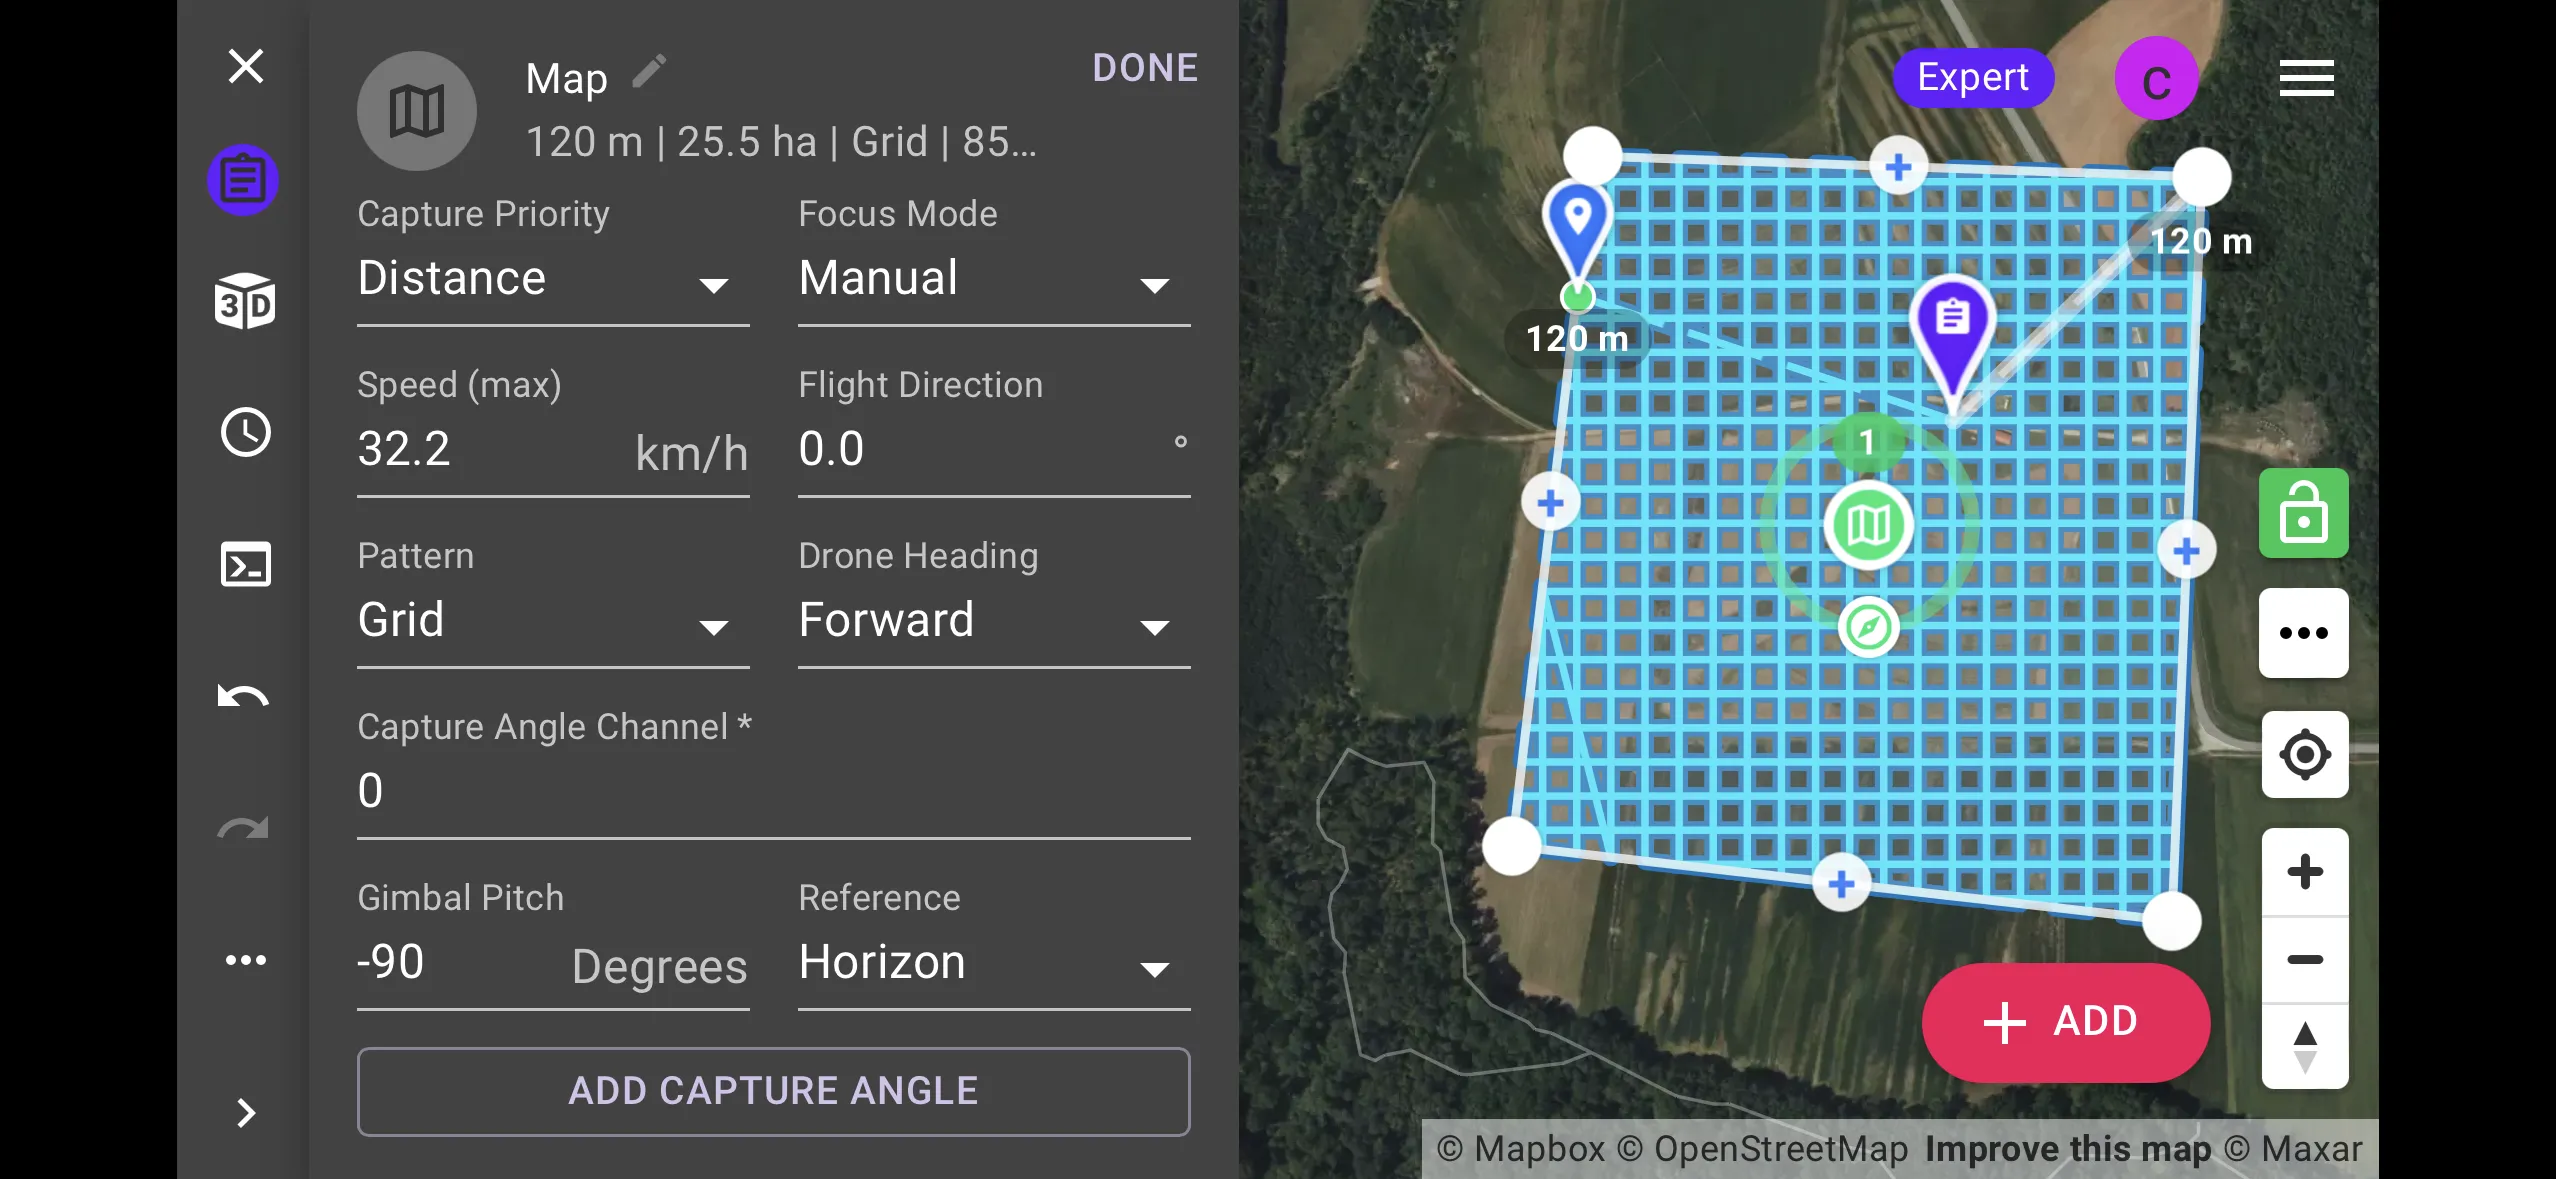 Map
DONE
120 m | 25.5 ha | Grid | 85...
Capture Priority
Distance
Focus Mode
Manual
Speed (max)
32.2 km/h
Flight Direction
0.0 °
Pattern
Grid
Drone Heading
Forward
Capture Angle Channel *
0
Gimbal Pitch
-90 Degrees
Reference
Horizon
ADD CAPTURE ANGLE
3D
Expert
C
120 m
120 m
1
+ ADD
© Mapbox © OpenStreetMap Improve this map © Maxar